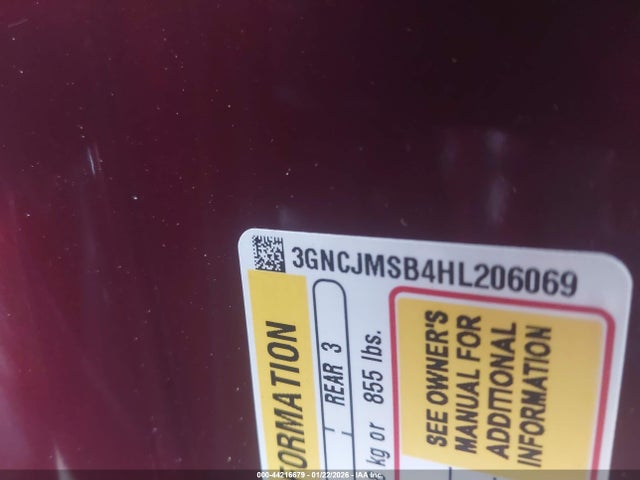 3GNCJMSB4HL206069
ORMATION
REAR 3
kg or 855 lbs.
SEE OWNER'S
MANUAL FOR
ADDITIONAL
INFORMATION
000-44216679 - 01/22/2026 - IAA Inc.